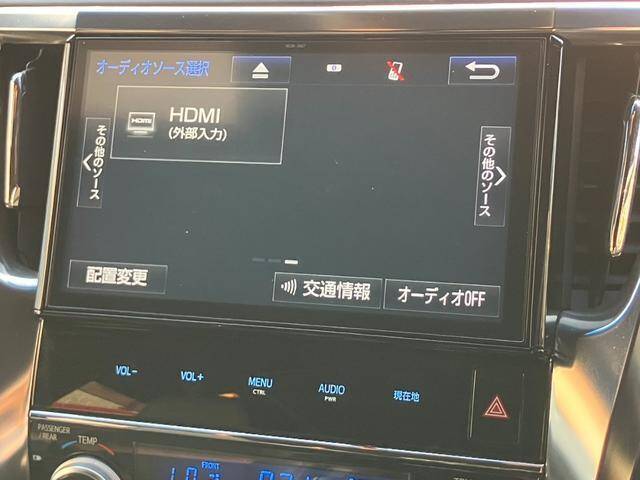 オーディオソース選択
HDMI
HDMI
(外部入力)
その他のソース
その他のソース
配置変更
交通情報
オーディオOFF
VOL-
VOL+
MENU
CTRL
AUDIO
PWR
現在地
PASSENGER
/ REAR
TEMP
FRONT